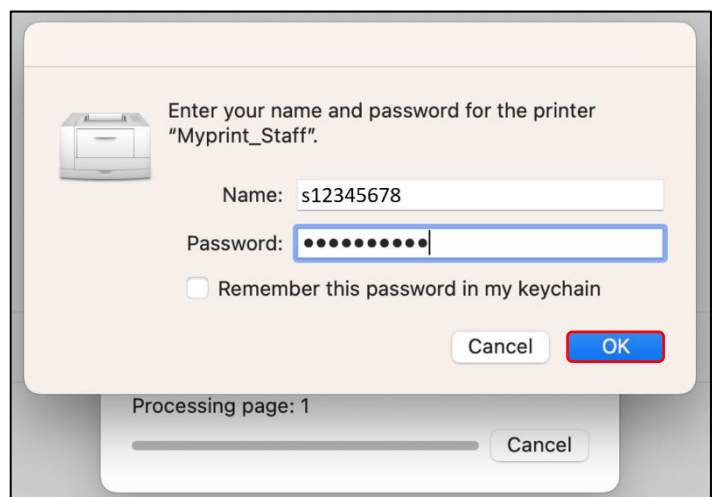 Enter your name and password for the printer
“Myprint_Staff”.
Name: s12345678
Password: ●●●●●●●●●●
Remember this password in my keychain
Cancel OK
Processing page: 1
Cancel